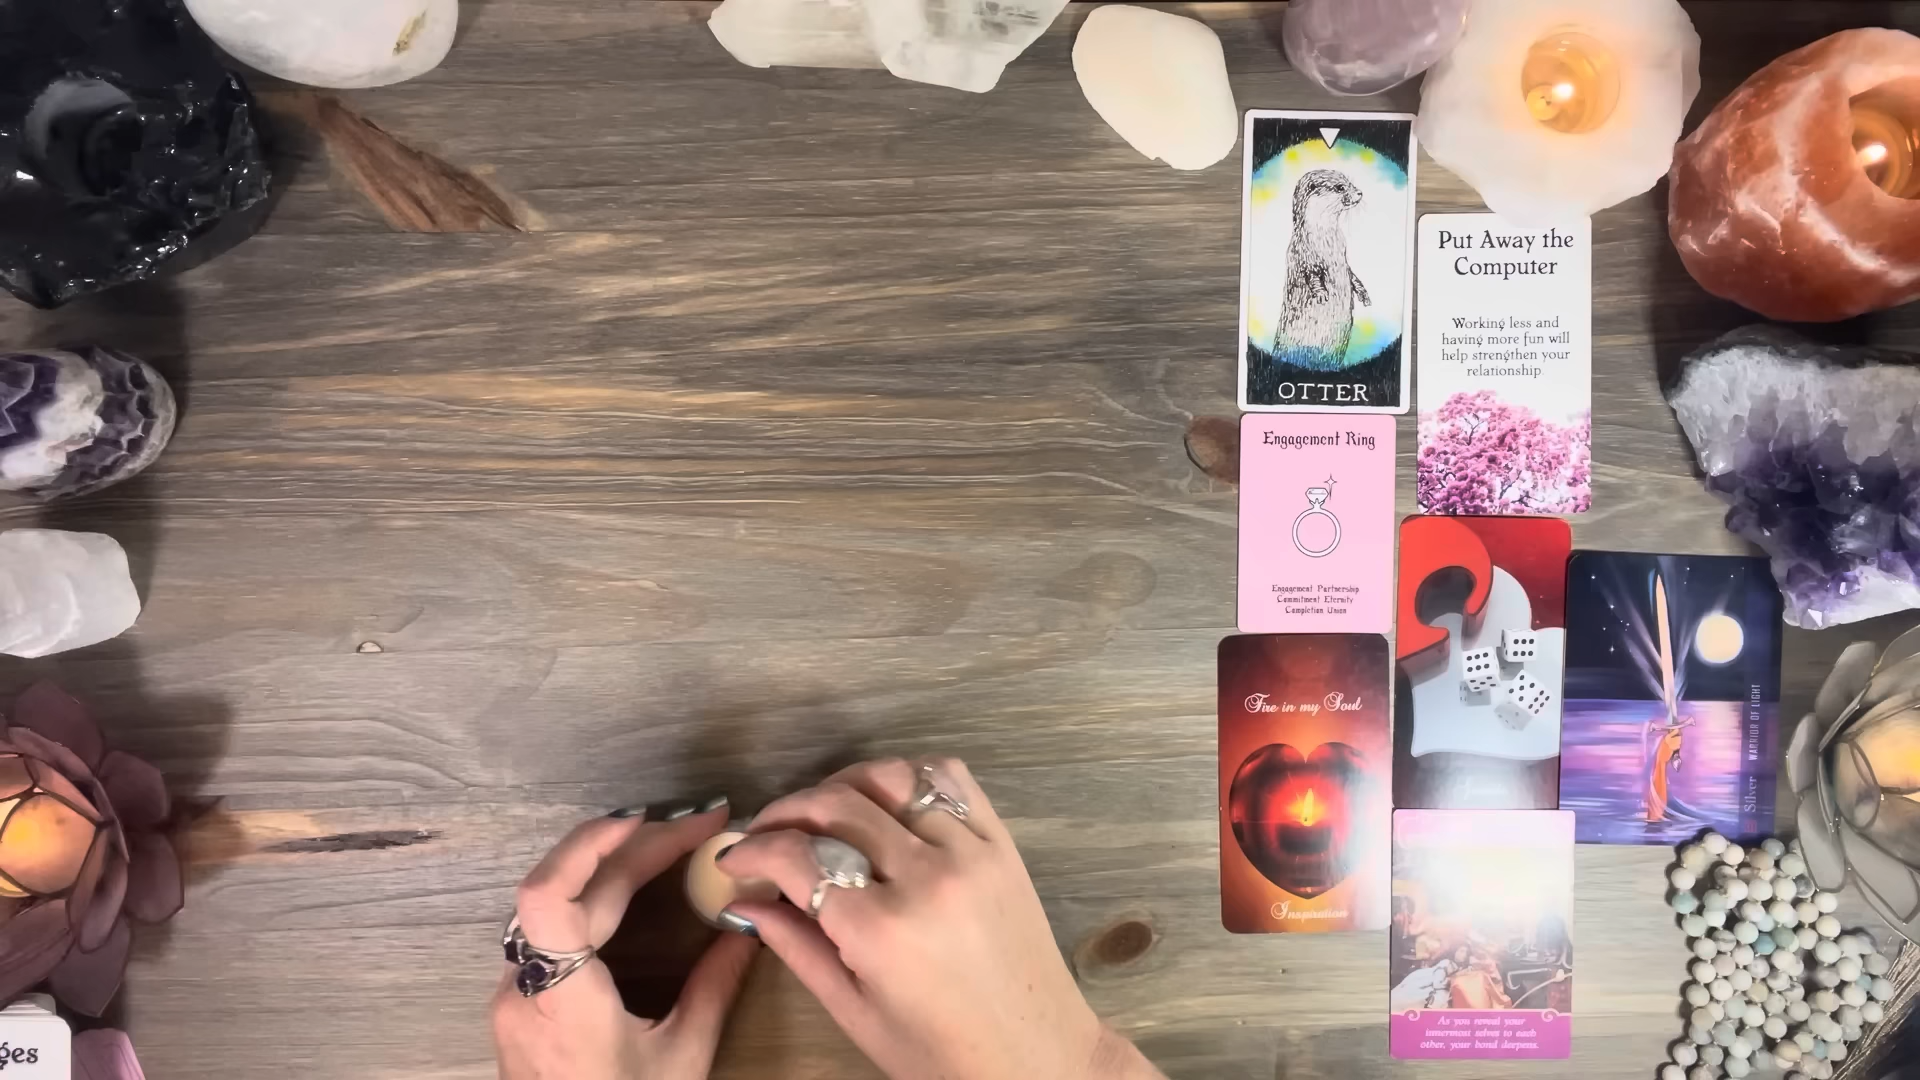 OTTER
Put Away the
Computer
Working less and
having more fun will
help strengthen your
relationship.
Engagement Ring
Engagement Partnership
Commitment Eternity
Completion Union
Fire in my Soul
Inspiration
Silver WARRIOR OF LIGHT
As you reveal your
innermost selves to each
other, your bond deepens.
ges